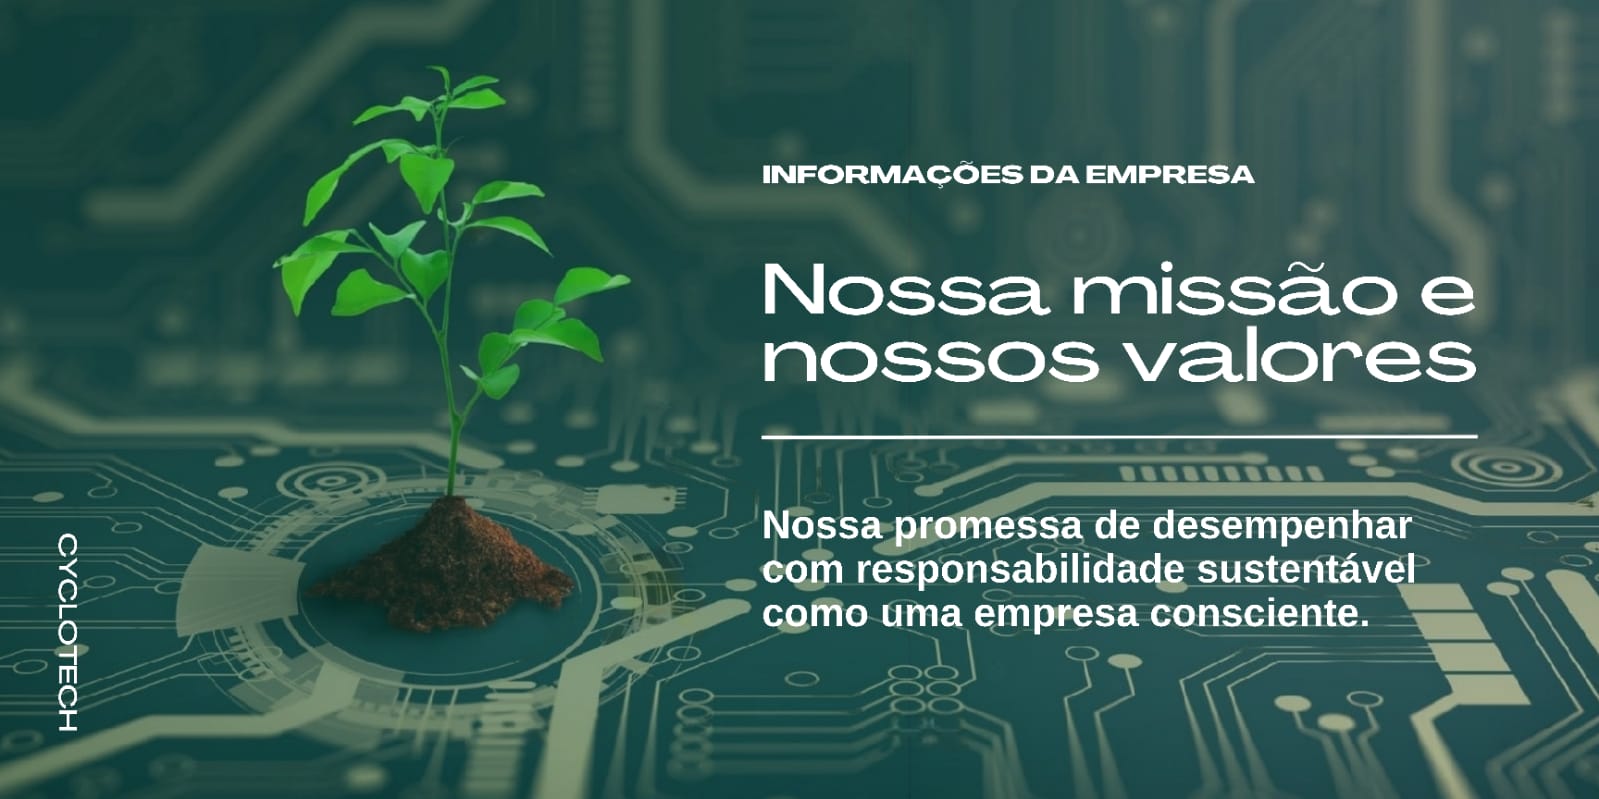 INFORMAÇÕES DA EMPRESA
Nossa missão e
nossos valores
Nossa promessa de desempenhar
com responsabilidade sustentável
como uma empresa consciente.
CYCLOTECH